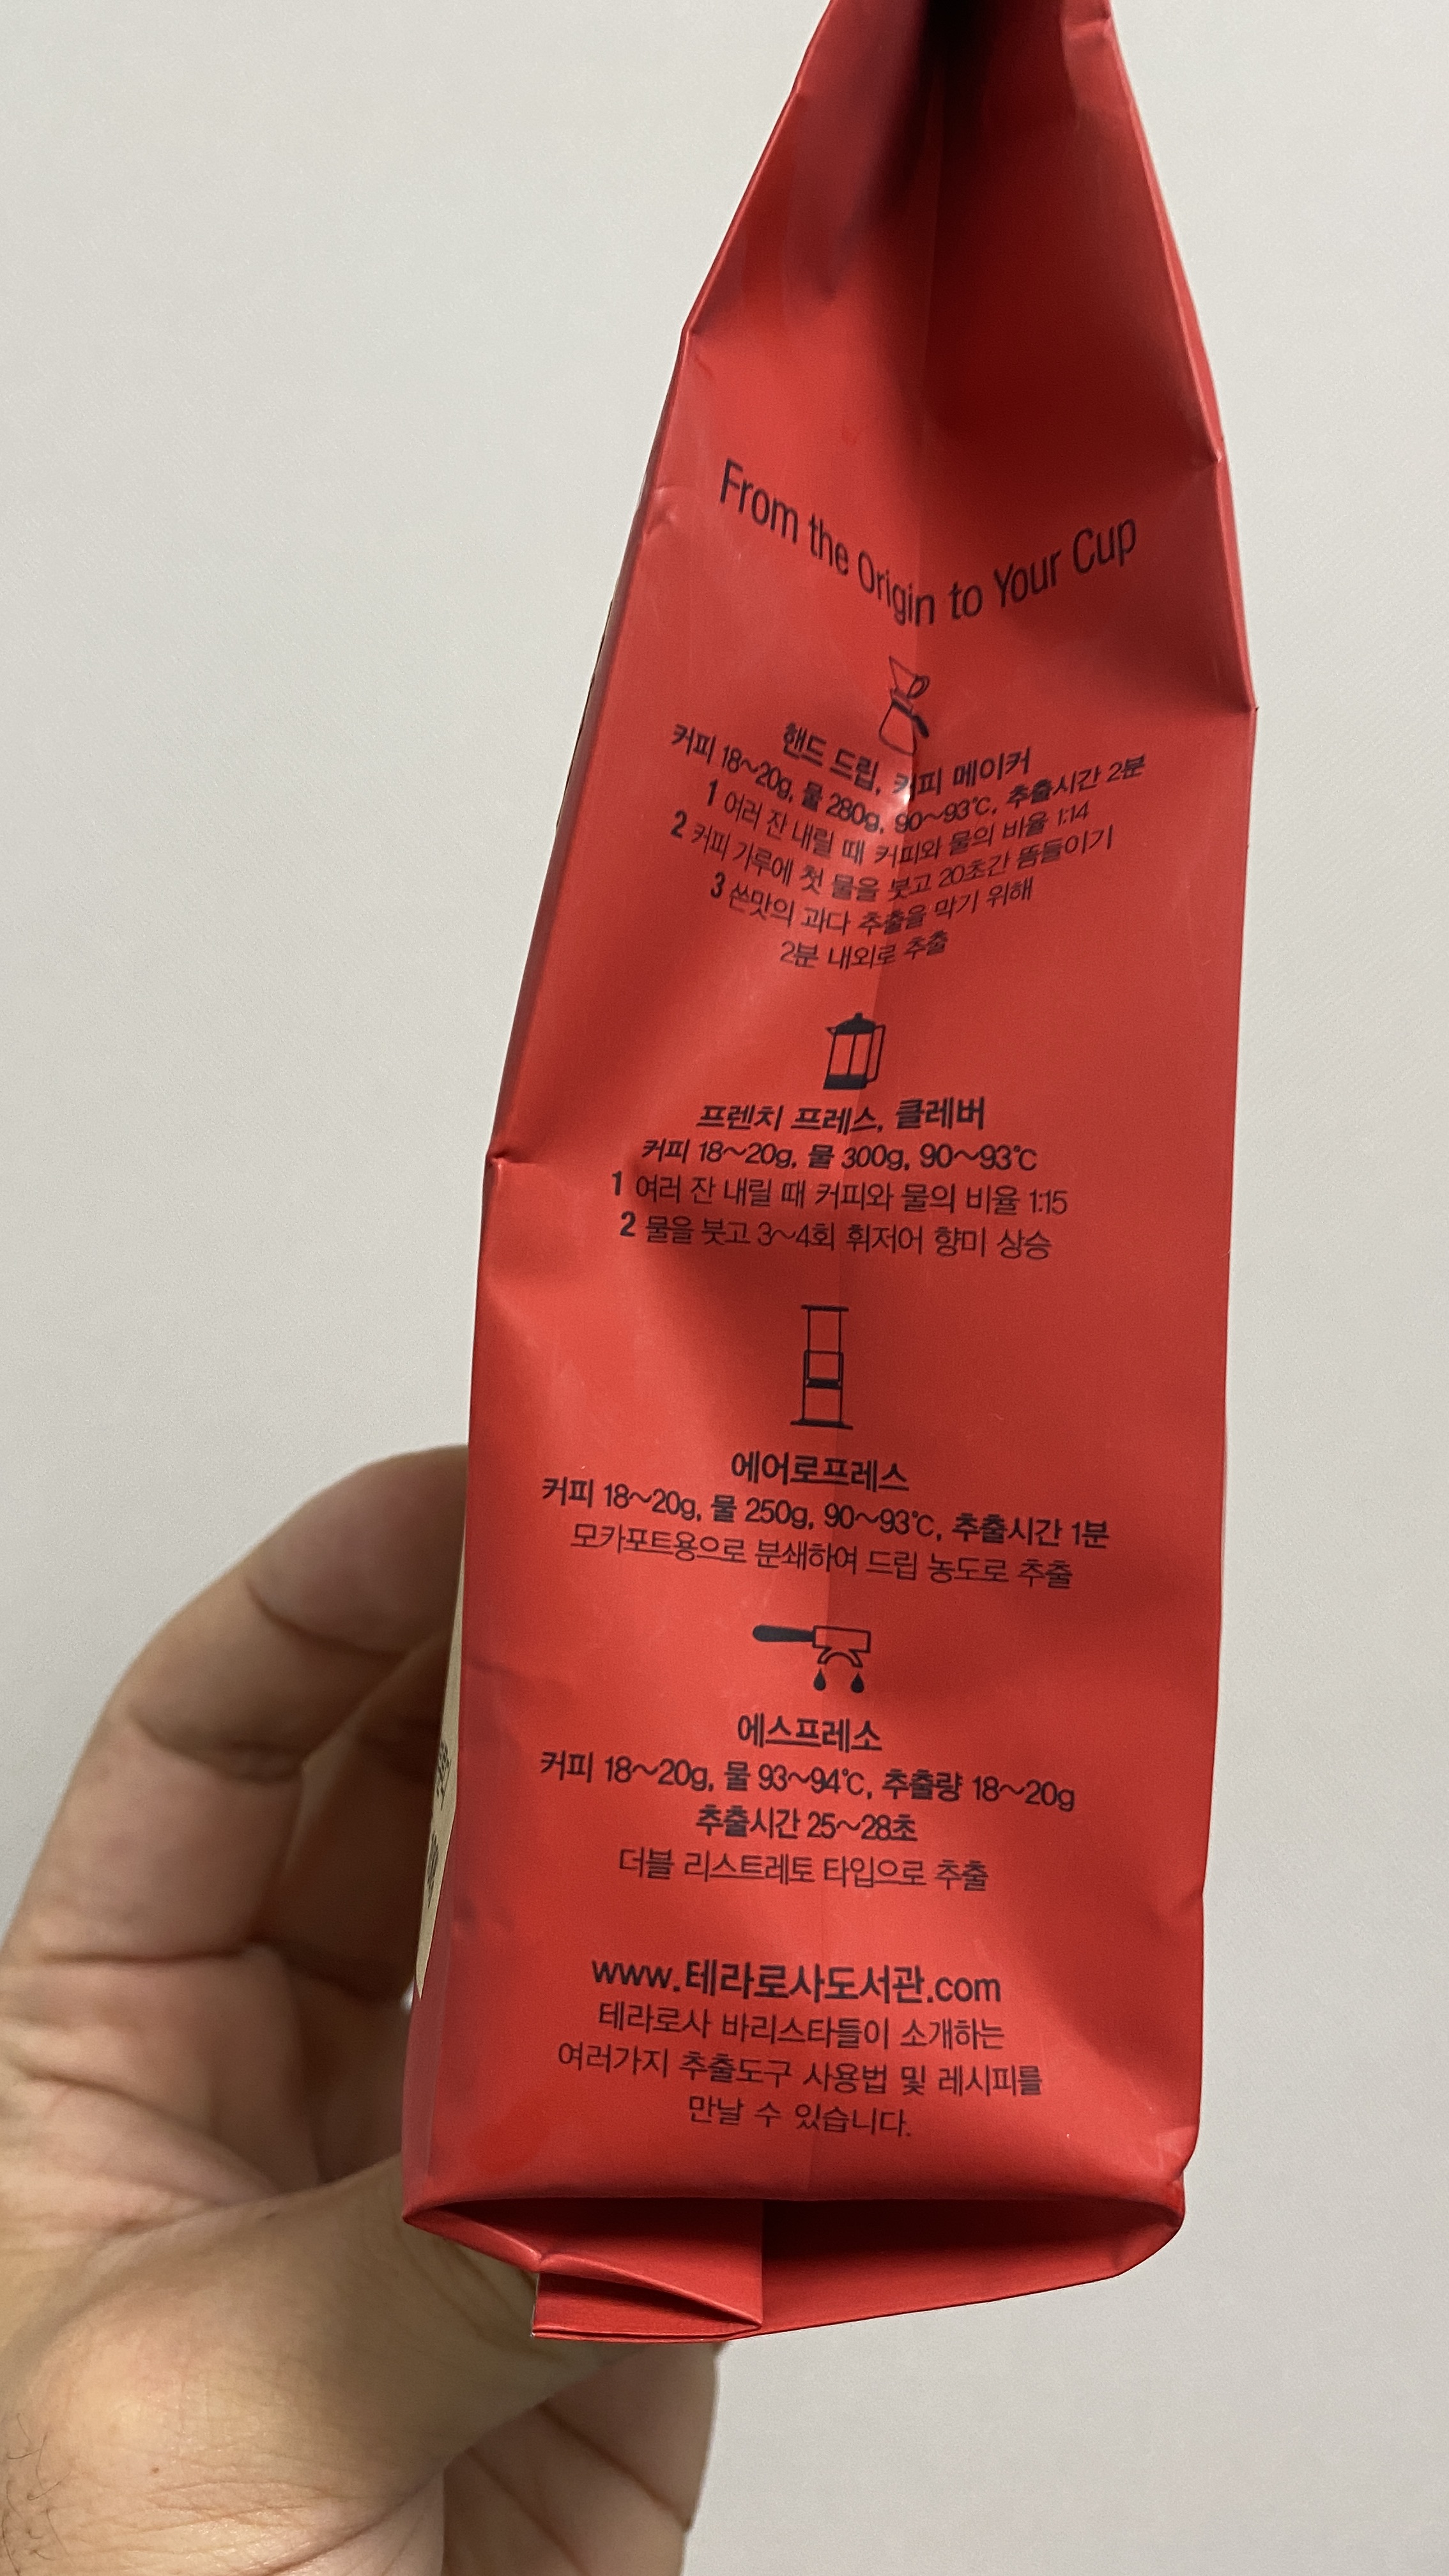 From the Origin to Your Cup
핸드 드립, 커피 메이커
커피 18~20g, 물 280g, 90~93℃, 추출시간 2분
1 여러 잔 내릴 때 커피와 물의 비율 1:14
2 커피 가루에 첫 물을 붓고 20초간 뜸들이기
3 쓴맛의 과다 추출을 막기 위해
2분 내외로 추출
프렌치 프레스, 클레버
커피 18~20g, 물 300g, 90~93℃
1 여러 잔 내릴 때 커피와 물의 비율 1:15
2 물을 붓고 3~4회 휘저어 향미 상승
에어로프레스
커피 18~20g, 물 250g, 90~93℃, 추출시간 1분
모카포트용으로 분쇄하여 드립 농도로 추출
에스프레소
커피 18~20g, 물 93~94℃, 추출량 18~20g
추출시간 25~28초
더블 리스트레토 타입으로 추출
www.테라로사도서관.com
테라로사 바리스타들이 소개하는
여러가지 추출도구 사용법 및 레시피를
만날 수 있습니다.